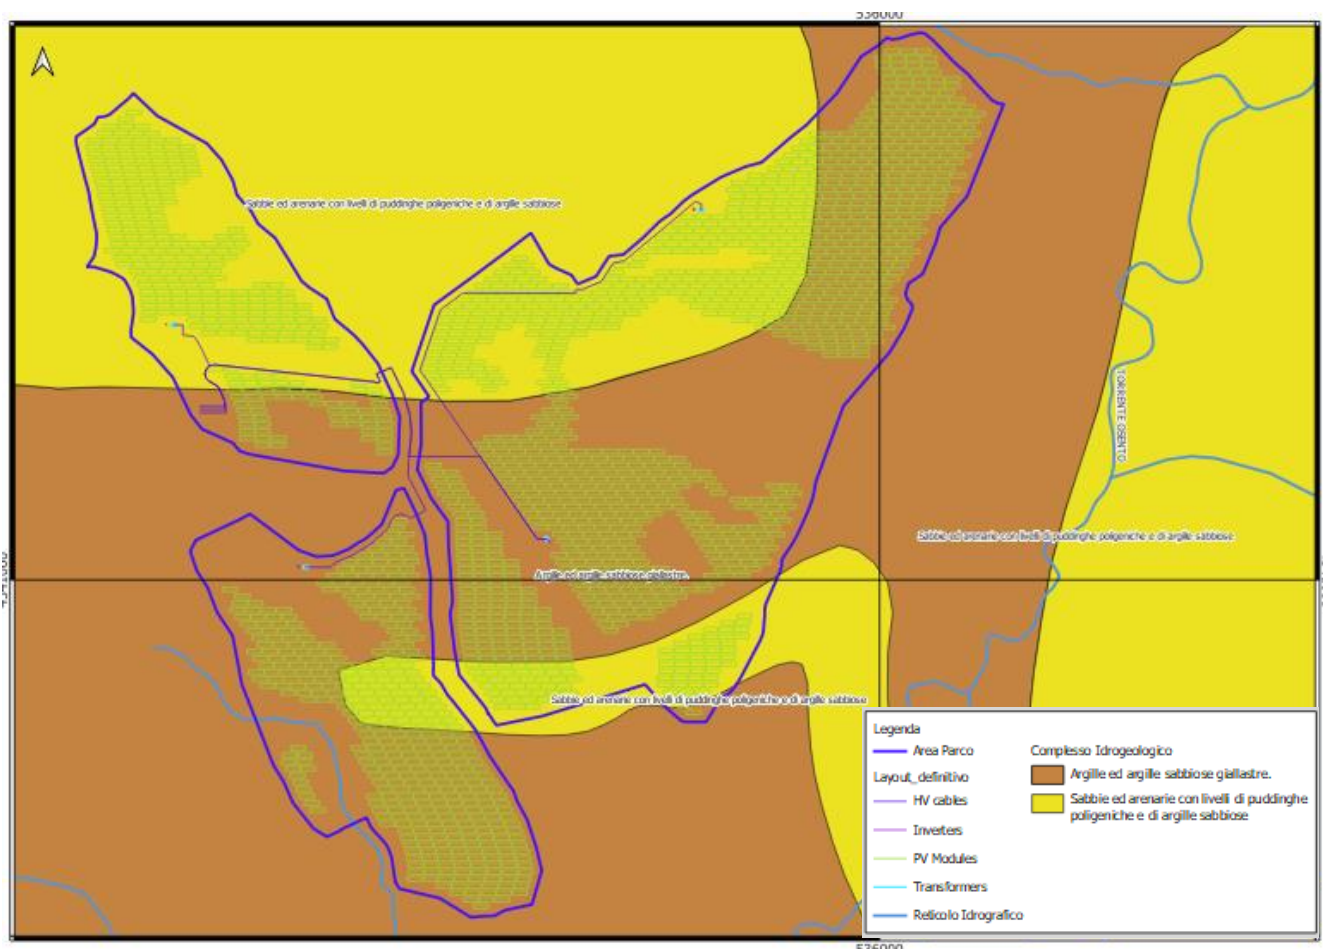 536000
Sabbie ed arenarie con livelli di puddinghe poligeniche e di argille sabbiose
TORRENTE OSENTO
Sabbie ed arenarie con livelli di puddinghe poligeniche e di argille sabbiose
Argille ed argille sabbiose giallastre.
Sabbie ed arenarie con livelli di puddinghe poligeniche e di argille sabbiose
Legenda
Area Parco
Layout_definitivo
HV cables
Inverters
PV Modules
Transformers
Reticolo Idrografico
Complesso Idrogeologico
Argille ed argille sabbiose giallastre.
Sabbie ed arenarie con livelli di puddinghe
poligeniche e di argille sabbiose
536000